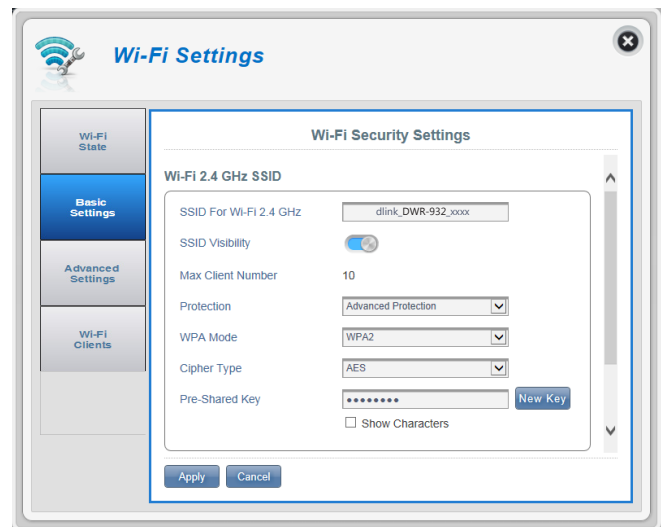 Wi-Fi Settings
Wi-Fi State
Basic Settings
Advanced Settings
Wi-Fi Clients
Wi-Fi Security Settings
Wi-Fi 2.4 GHz SSID
SSID For Wi-Fi 2.4 GHz dlink_DWR-932_xxxx
SSID Visibility
Max Client Number 10
Protection Advanced Protection
WPA Mode WPA2
Cipher Type AES
Pre-Shared Key •••••••• New Key
Show Characters
Apply Cancel